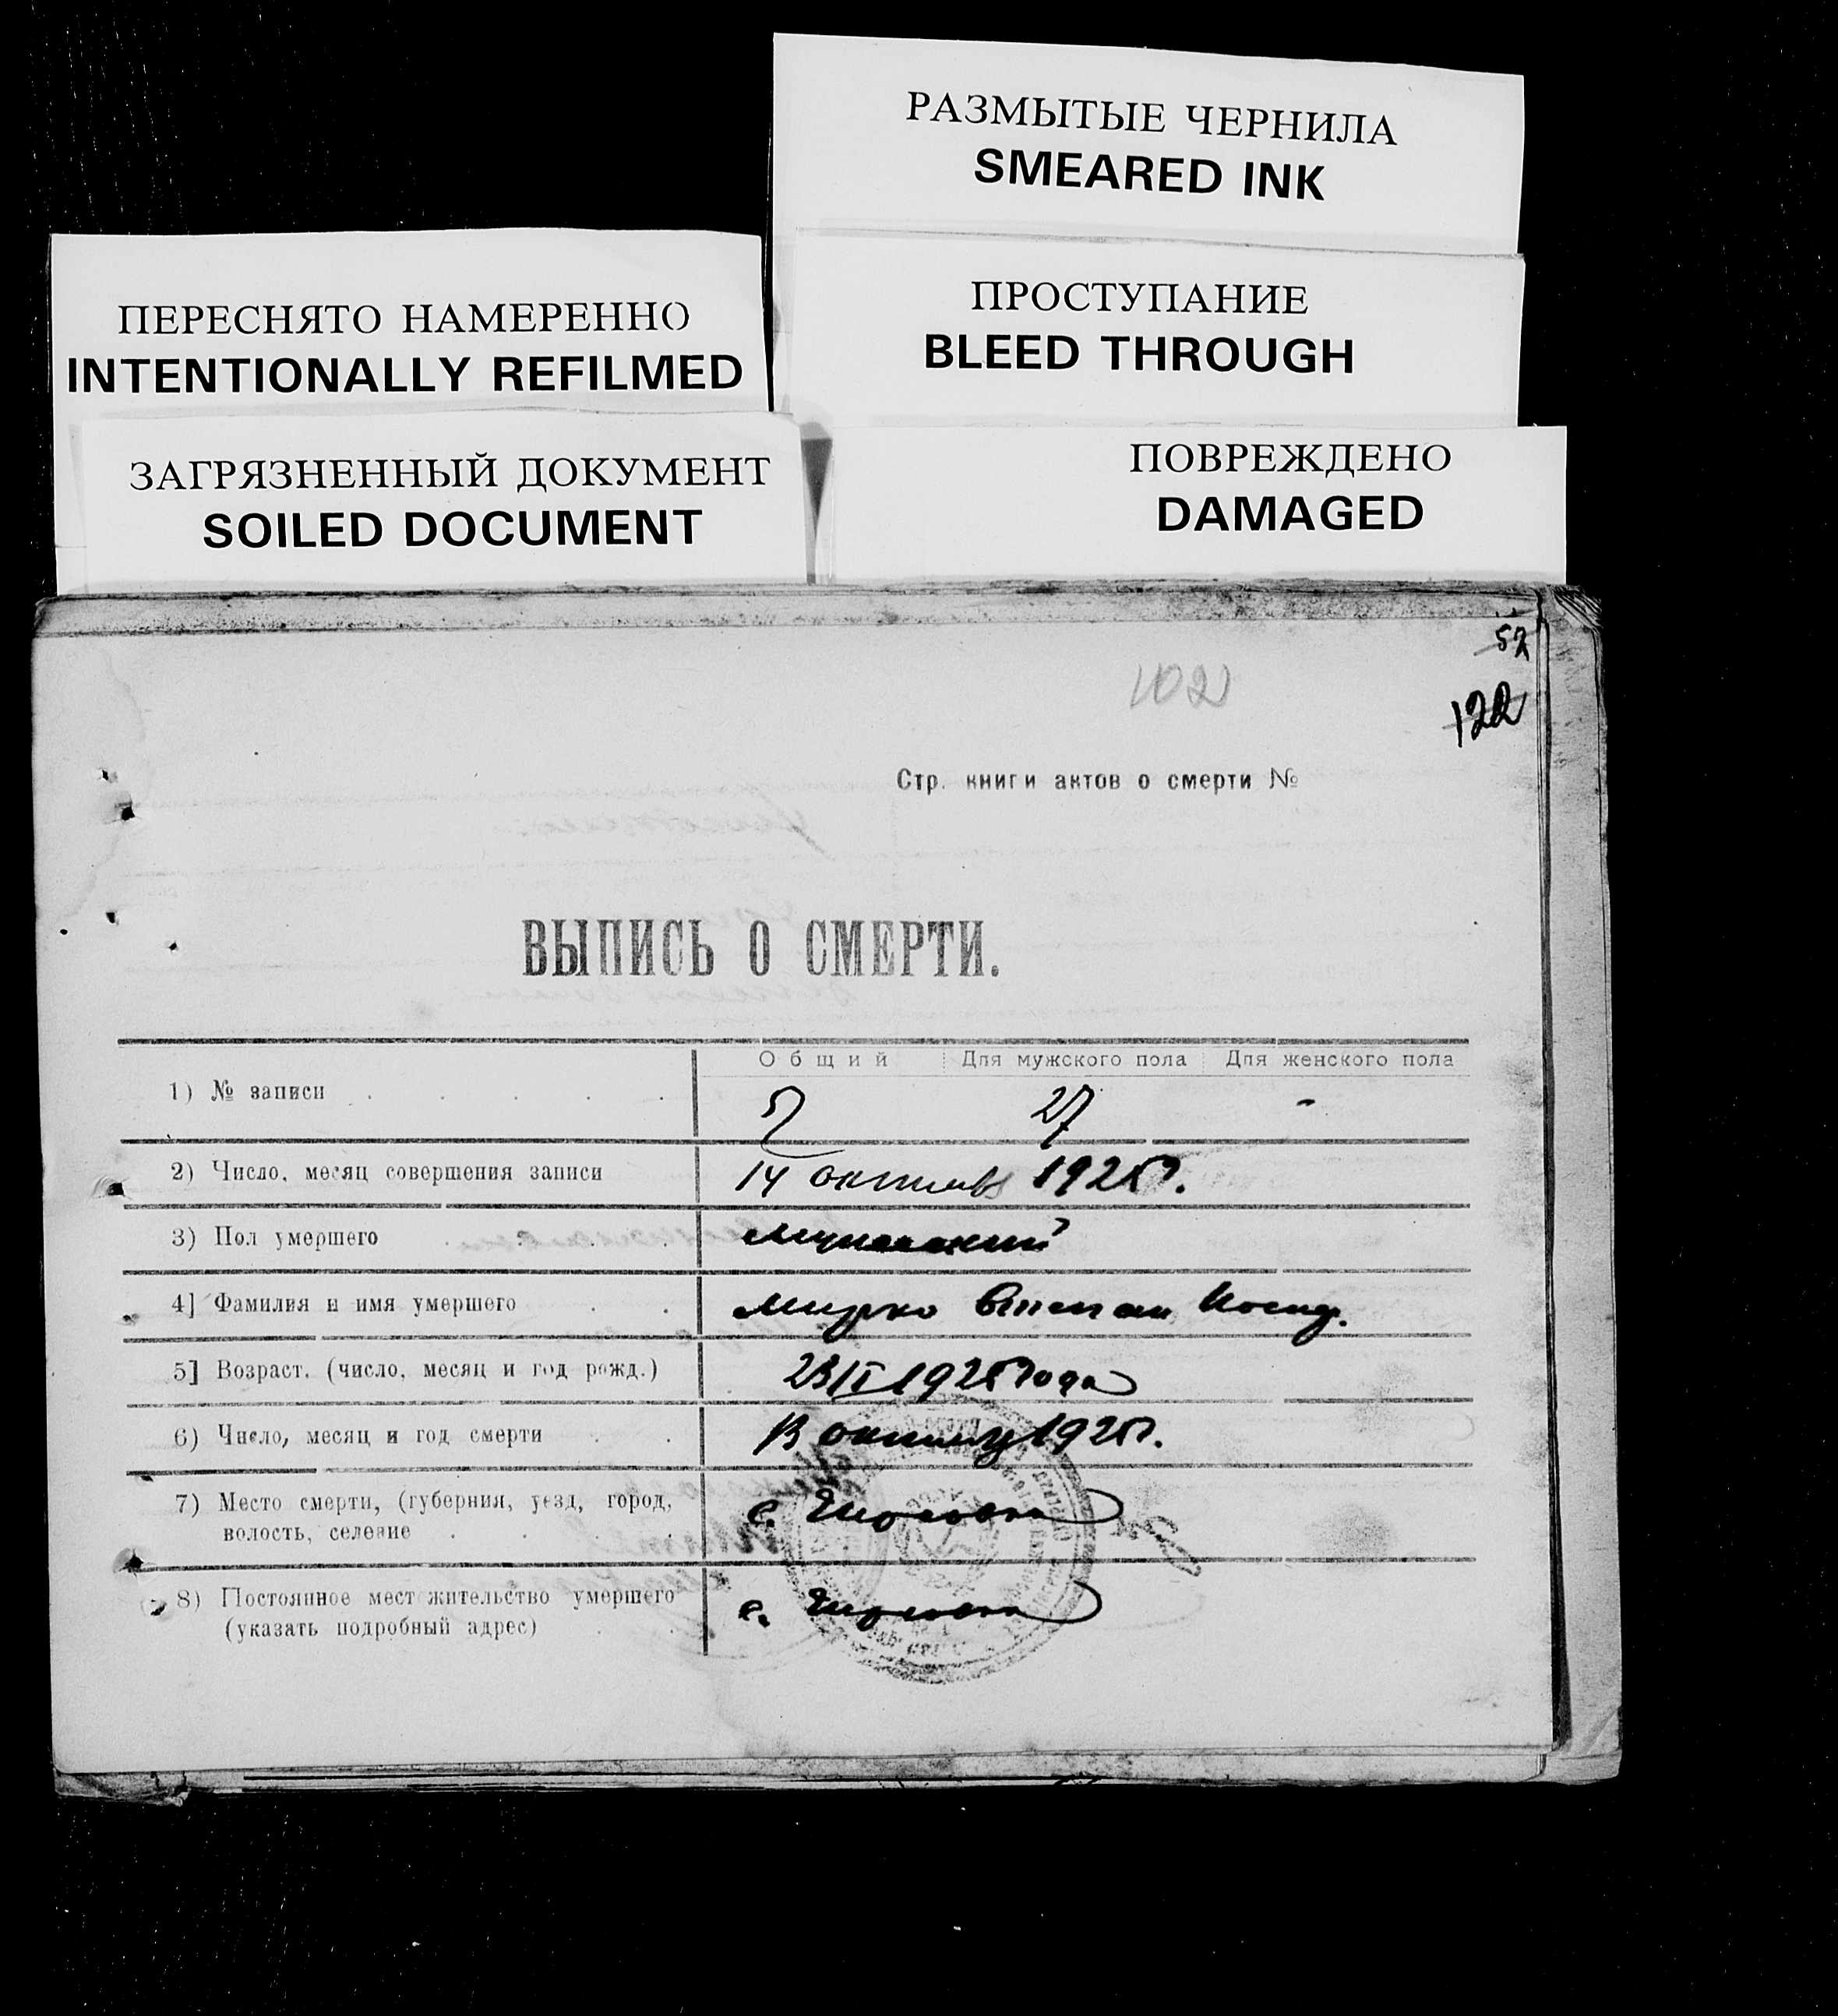 РАЗМЫТЫЕ ЧЕРНИЛА
SMEARED INK
ПРОСТУПАНИЕ
BLEED THROUGH
ПЕРЕСНЯТО НАМЕРЕННО
INTENTIONALLY REFILMED
ЗАГРЯЗНЕННЫЙ ДОКУМЕНТ
SOILED DOCUMENT
ПОВРЕЖДЕНО
DAMAGED
102
122
Стр. книги актов о смерти №
ВЫПИСЬ О СМЕРТИ.
Общий Для мужского пола Для женского пола
1) № записи 27 -
2) Число, месяц совершения записи 14 октября
3) Пол умершего мужской
4] Фамилия и имя умершего Мирко Степан Иосиф.
5] Возраст. (число, месяц и год рожд.) года
6) Число, месяц и год смерти
7) Место смерти, (губерния, уезд, город, с.
волость, селение
8) Постоянное мест жительство умершего с.
(указать подробный адрес)